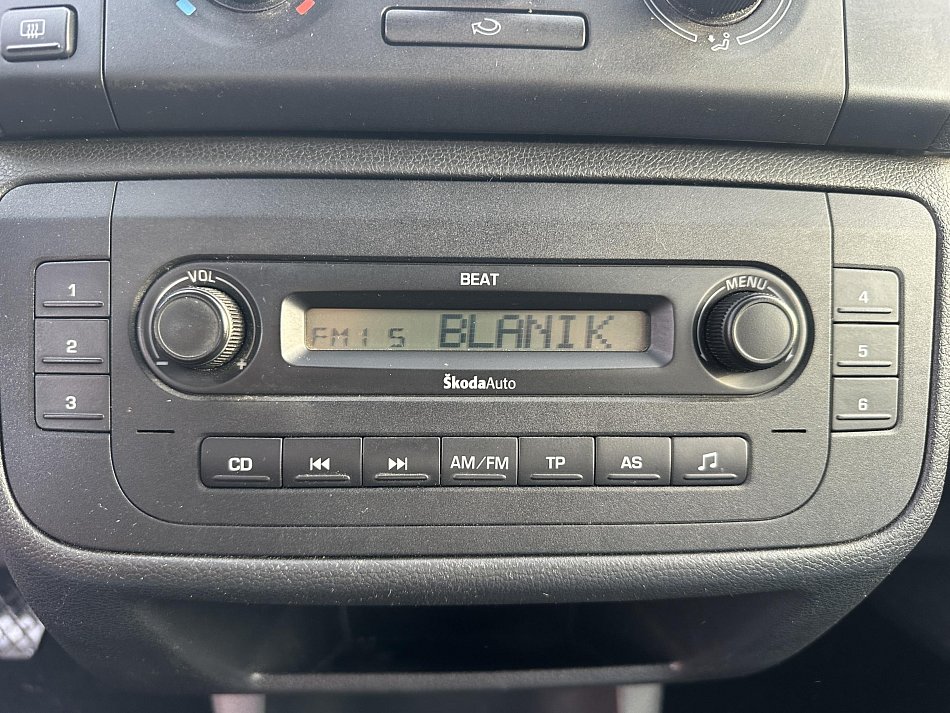 VOL
BEAT
MENU
1
2
3
4
5
6
FM1 5 BLANIK
- +
ŠkodaAuto
CD
AM/FM
TP
AS